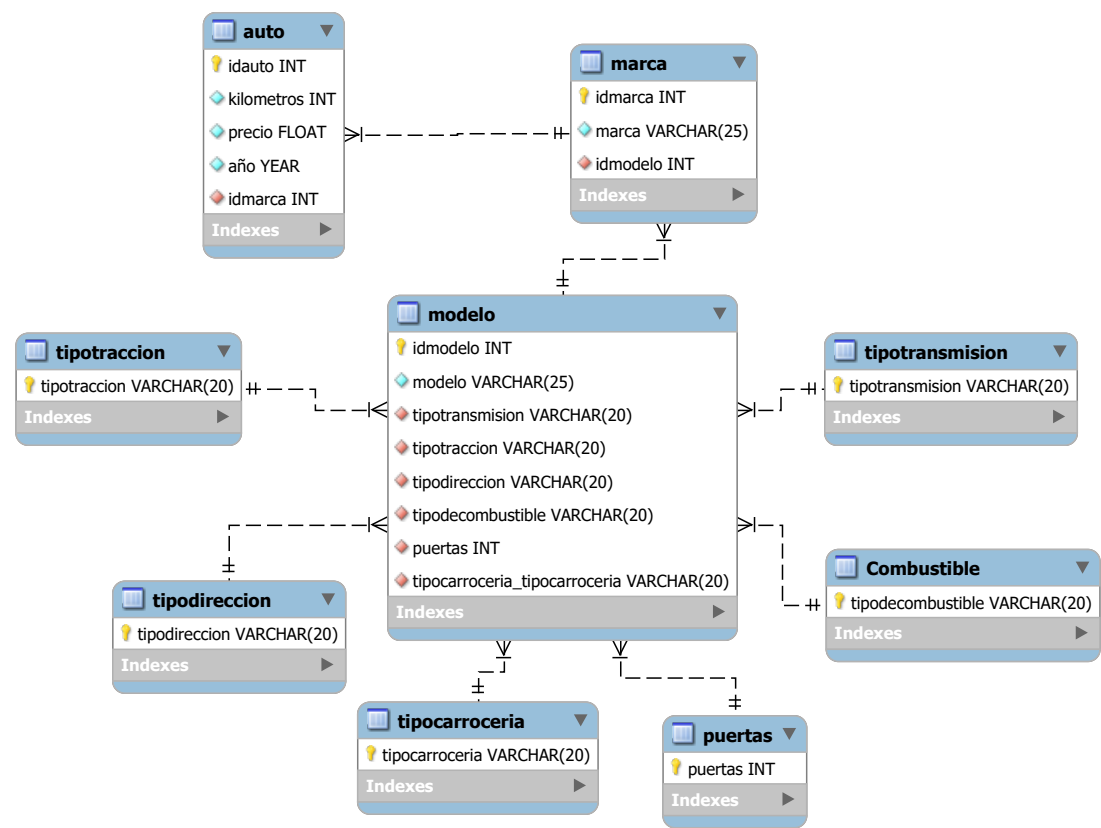 auto
idauto INT
kilometros INT
precio FLOAT
año YEAR
idmarca INT
Indexes
marca
idmarca INT
marca VARCHAR(25)
idmodelo INT
Indexes
modelo
idmodelo INT
modelo VARCHAR(25)
tipotransmision VARCHAR(20)
tipotraccion VARCHAR(20)
tipodireccion VARCHAR(20)
tipodecombustible VARCHAR(20)
puertas INT
tipocarroceria_tipocarroceria VARCHAR(20)
Indexes
tipotraccion
tipotraccion VARCHAR(20)
Indexes
tipotransmision
tipotransmision VARCHAR(20)
Indexes
tipodireccion
tipodireccion VARCHAR(20)
Indexes
Combustible
tipodecombustible VARCHAR(20)
Indexes
tipocarroceria
tipocarroceria VARCHAR(20)
Indexes
puertas
puertas INT
Indexes